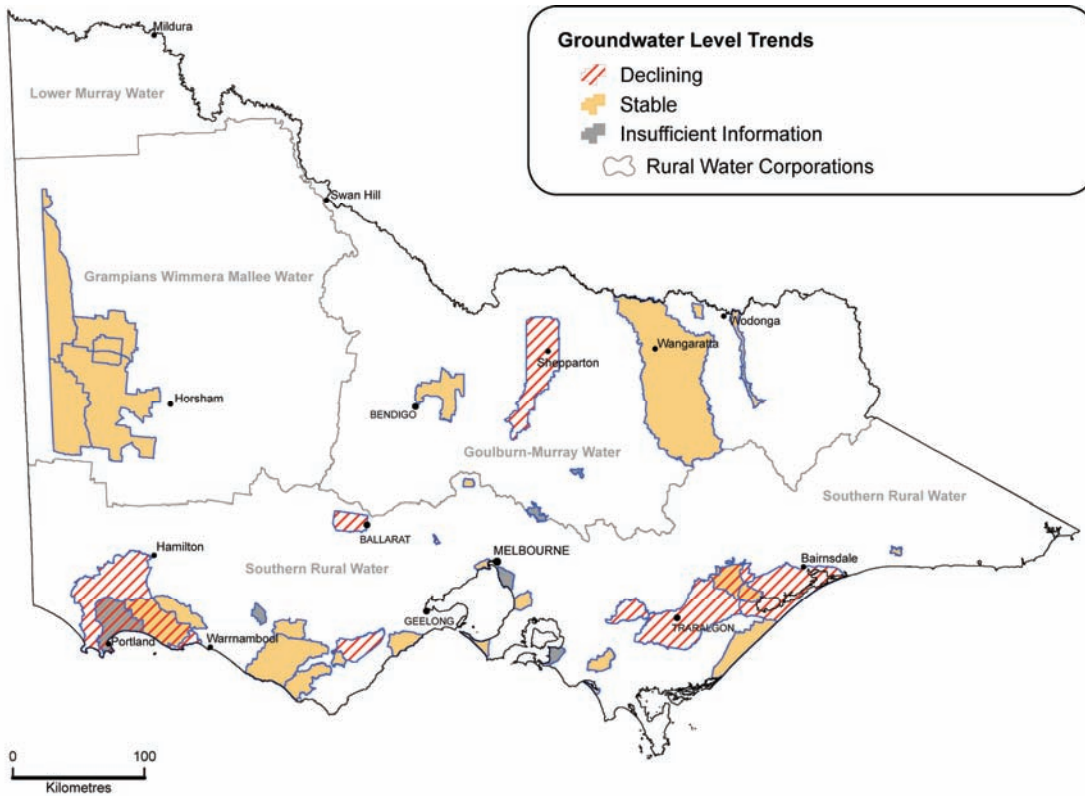 Groundwater Level Trends
Declining
Stable
Insufficient Information
Rural Water Corporations
Mildura
Lower Murray Water
Swan Hill
Grampians Wimmera Mallee Water
Wodonga
Wangaratta
Shepparton
Horsham
BENDIGO
Goulburn-Murray Water
Southern Rural Water
BALLARAT
Hamilton
MELBOURNE
Bairnsdale
Southern Rural Water
GEELONG
TRARALGON
Portland
Warrnambool
0 100
Kilometres